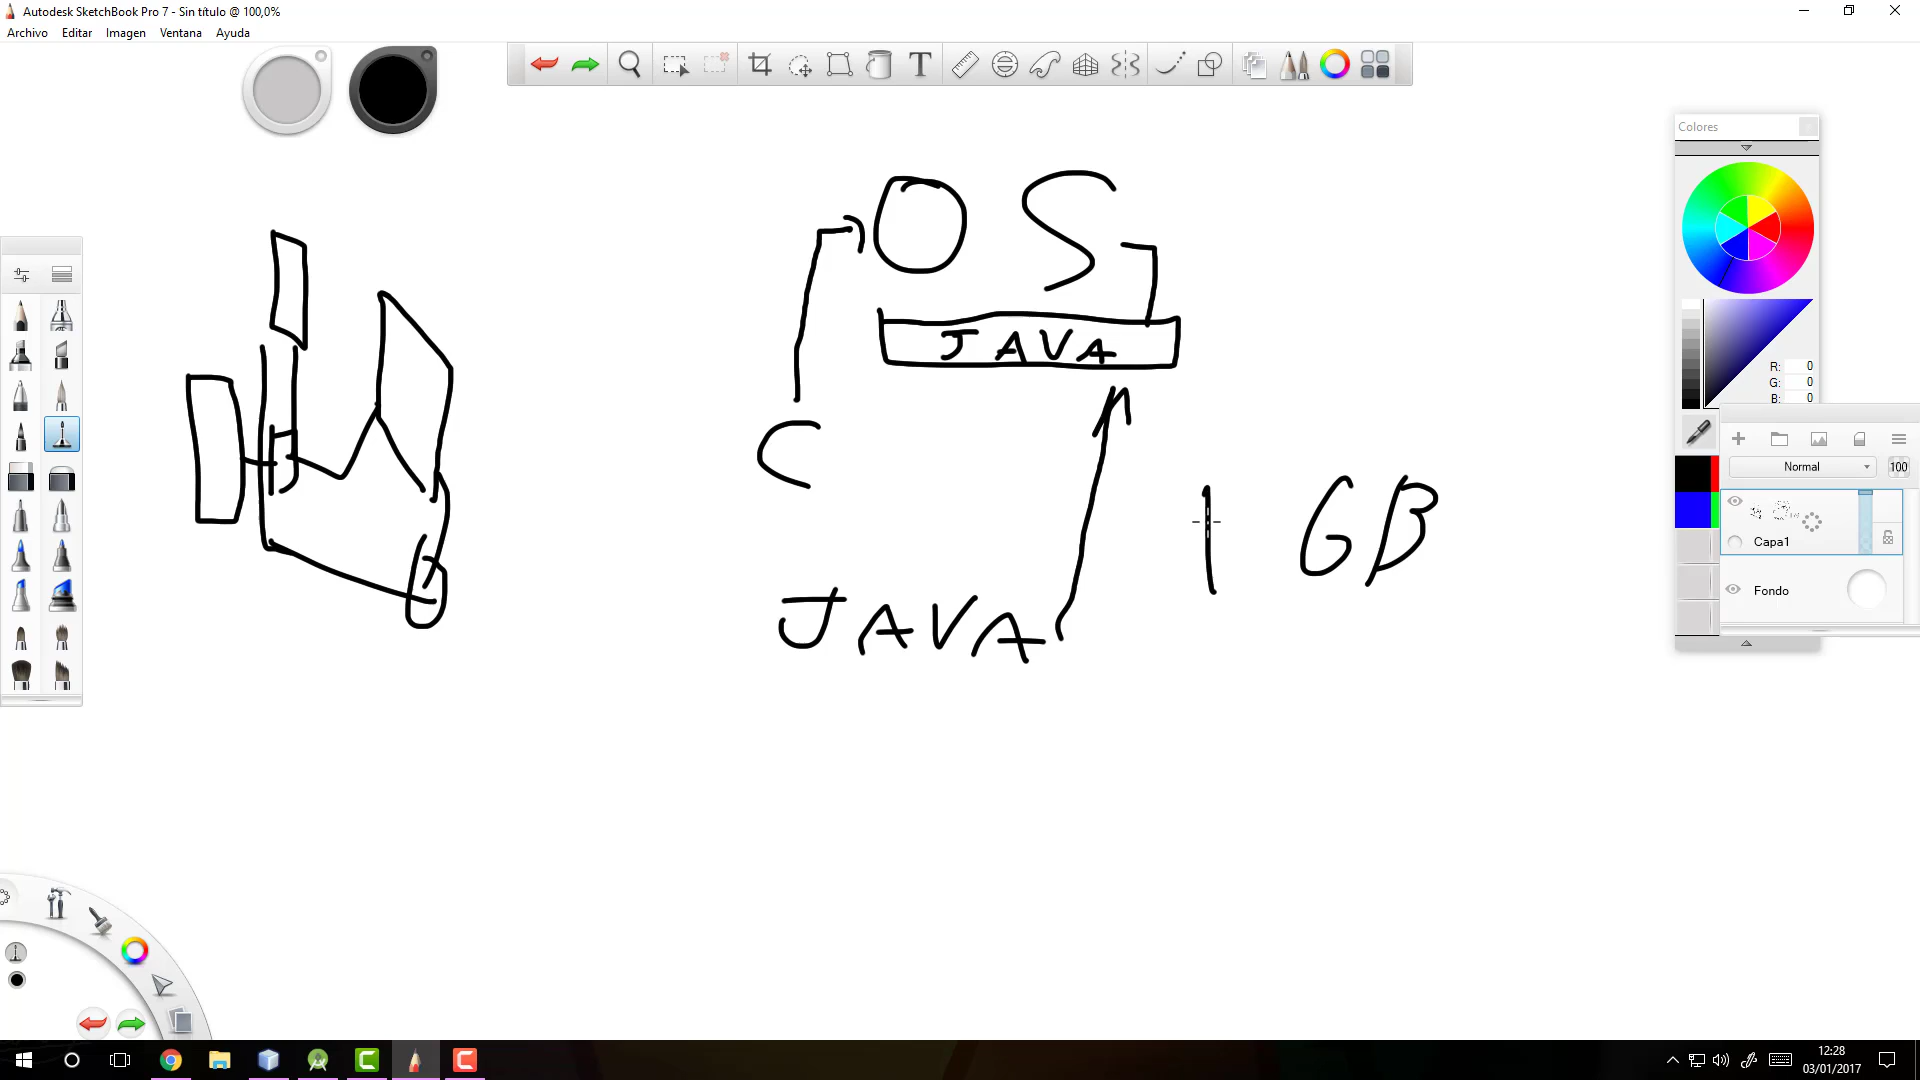 Autodesk SketchBook Pro 7 - Sin título @ 100,0%
Archivo Editar Imagen Ventana Ayuda
T
Colores
O S
JAVA
R: 0
G: 0
B: 0
C
Normal 100
1 GB
Capa1
Fondo
JAVA
12:28
03/01/2017